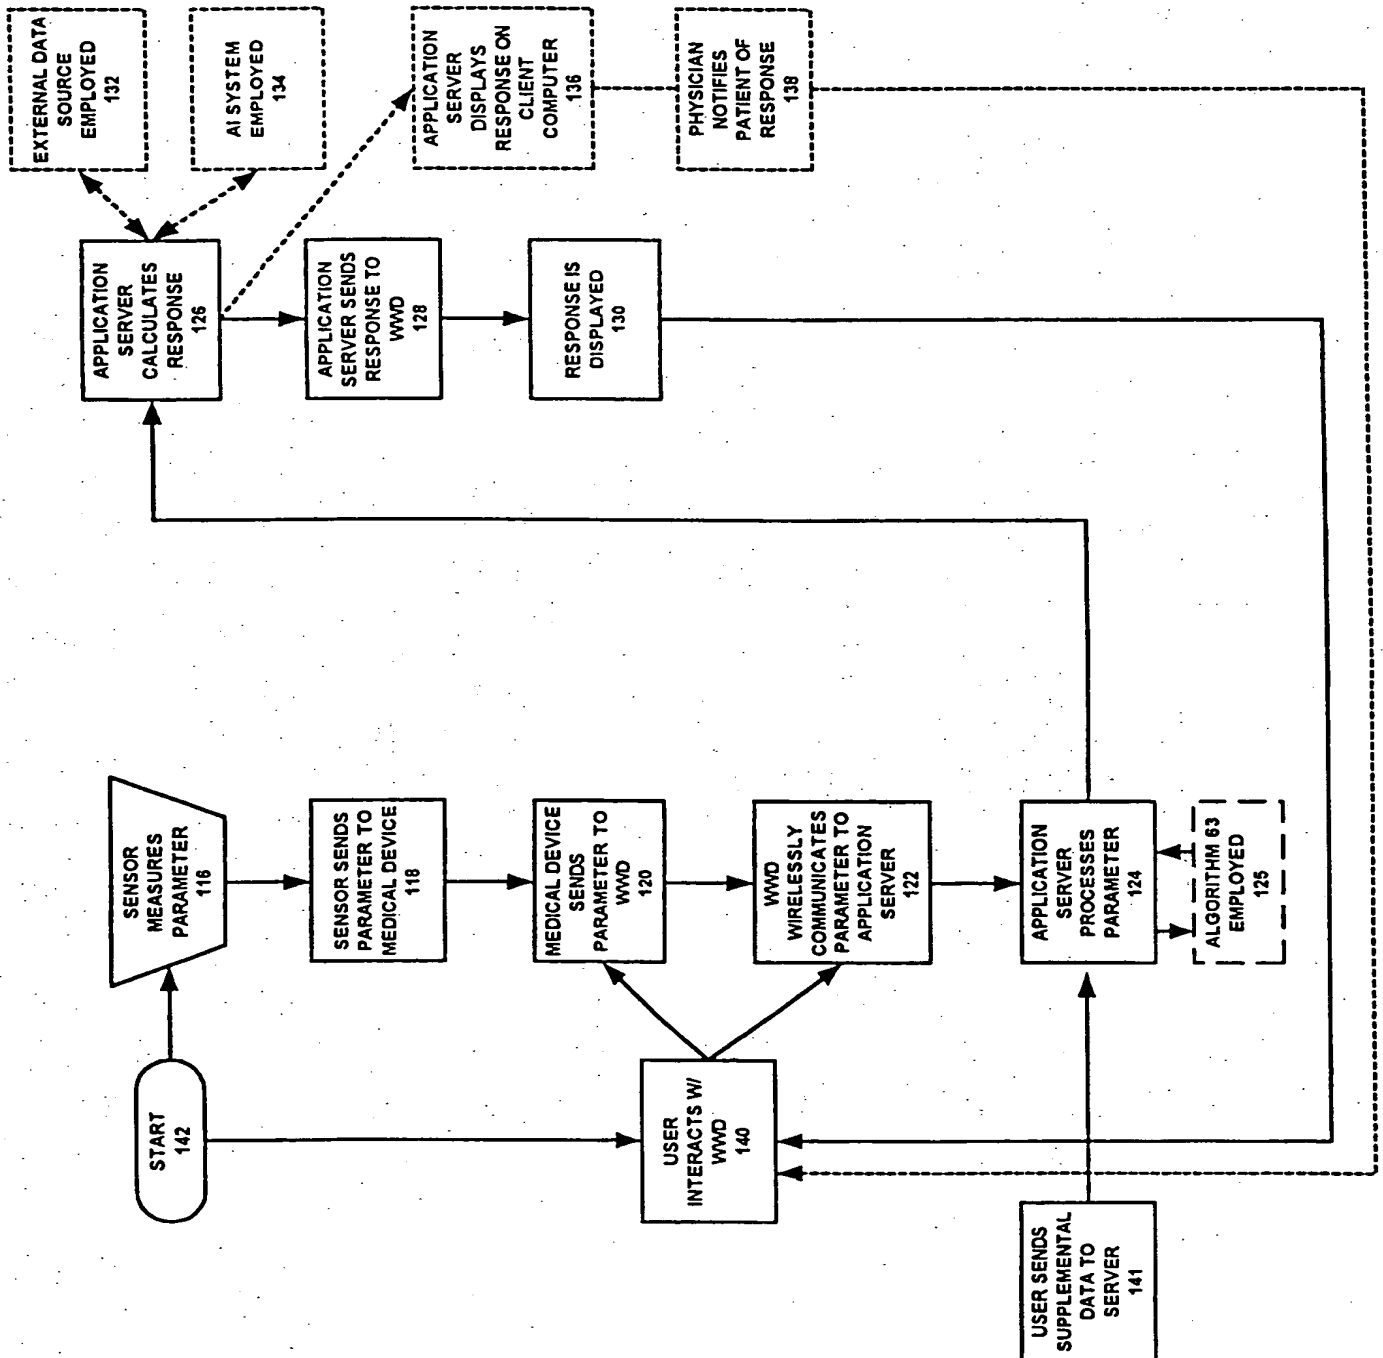 START
142
SENSOR
MEASURES
PARAMETER
116
SENSOR SENDS
PARAMETER TO
MEDICAL DEVICE
118
MEDICAL DEVICE
SENDS
PARAMETER TO
WWD
120
WWD
WIRELESSLY
COMMUNICATES
PARAMETER TO
APPLICATION
SERVER
122
APPLICATION
SERVER
PROCESSES
PARAMETER
124
ALGORITHM 63
EMPLOYED
125
USER
INTERACTS W/
WWD
140
USER SENDS
SUPPLEMENTAL
DATA TO
SERVER
141
APPLICATION
SERVER
CALCULATES
RESPONSE
126
APPLICATION
SERVER SENDS
RESPONSE TO
WWD
128
RESPONSE IS
DISPLAYED
130
EXTERNAL DATA
SOURCE
EMPLOYED
132
AI SYSTEM
EMPLOYED
134
APPLICATION
SERVER
DISPLAYS
RESPONSE ON
CLIENT
COMPUTER
136
PHYSICIAN
NOTIFIES
PATIENT OF
RESPONSE
138